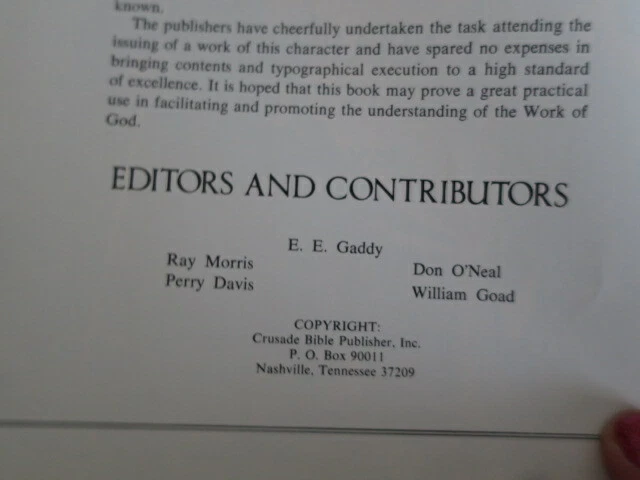 known.
The publishers have cheerfully undertaken the task attending the
issuing of a work of this character and have spared no expenses in
bringing contents and typographical execution to a high standard
of excellence. It is hoped that this book may prove a great practical
use in facilitating and promoting the understanding of the Work of
God.
EDITORS AND CONTRIBUTORS
E. E. Gaddy
Ray Morris
Don O'Neal
Perry Davis
William Goad
COPYRIGHT:
Crusade Bible Publisher, Inc.
P. O. Box 90011
Nashville, Tennessee 37209